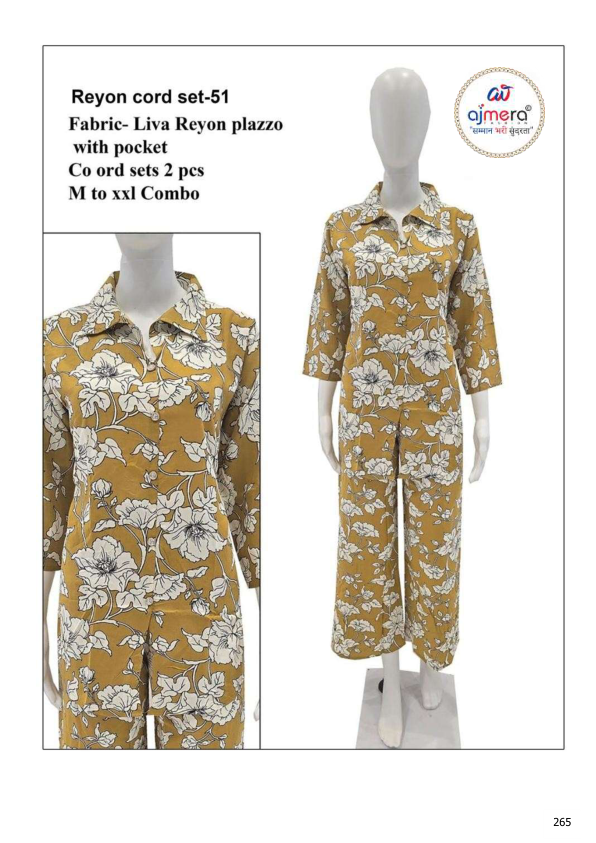 Reyon cord set-51
Fabric- Liva Reyon plazzo
with pocket
Co ord sets 2 pcs
M to xxl Combo
ajmera©
FASHION
"सम्मान भरी सुंदरता"
265